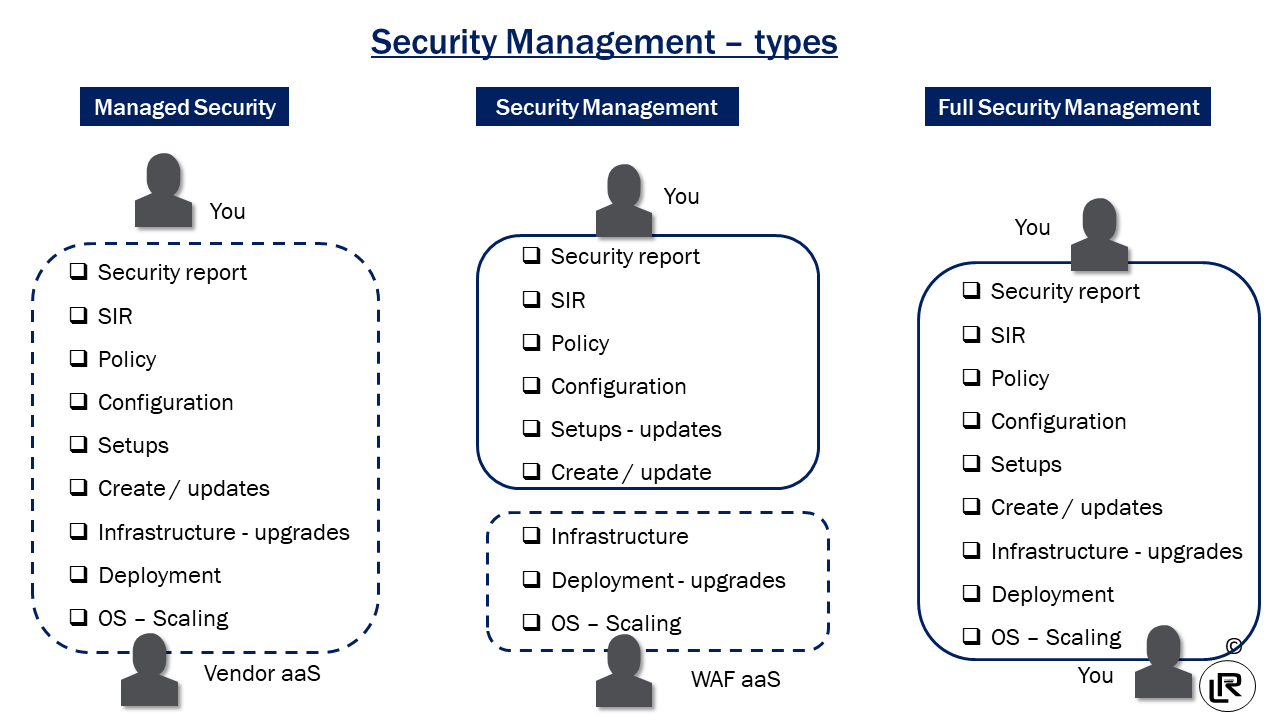 Security Management – types
Managed Security
You
Security report
SIR
Policy
Configuration
Setups
Create / updates
Infrastructure - upgrades
Deployment
OS – Scaling
Vendor aaS
Security Management
You
Security report
SIR
Policy
Configuration
Setups - updates
Create / update
Infrastructure
Deployment - upgrades
OS – Scaling
WAF aaS
Full Security Management
You
Security report
SIR
Policy
Configuration
Setups
Create / updates
Infrastructure - upgrades
Deployment
OS – Scaling
You
©
LR